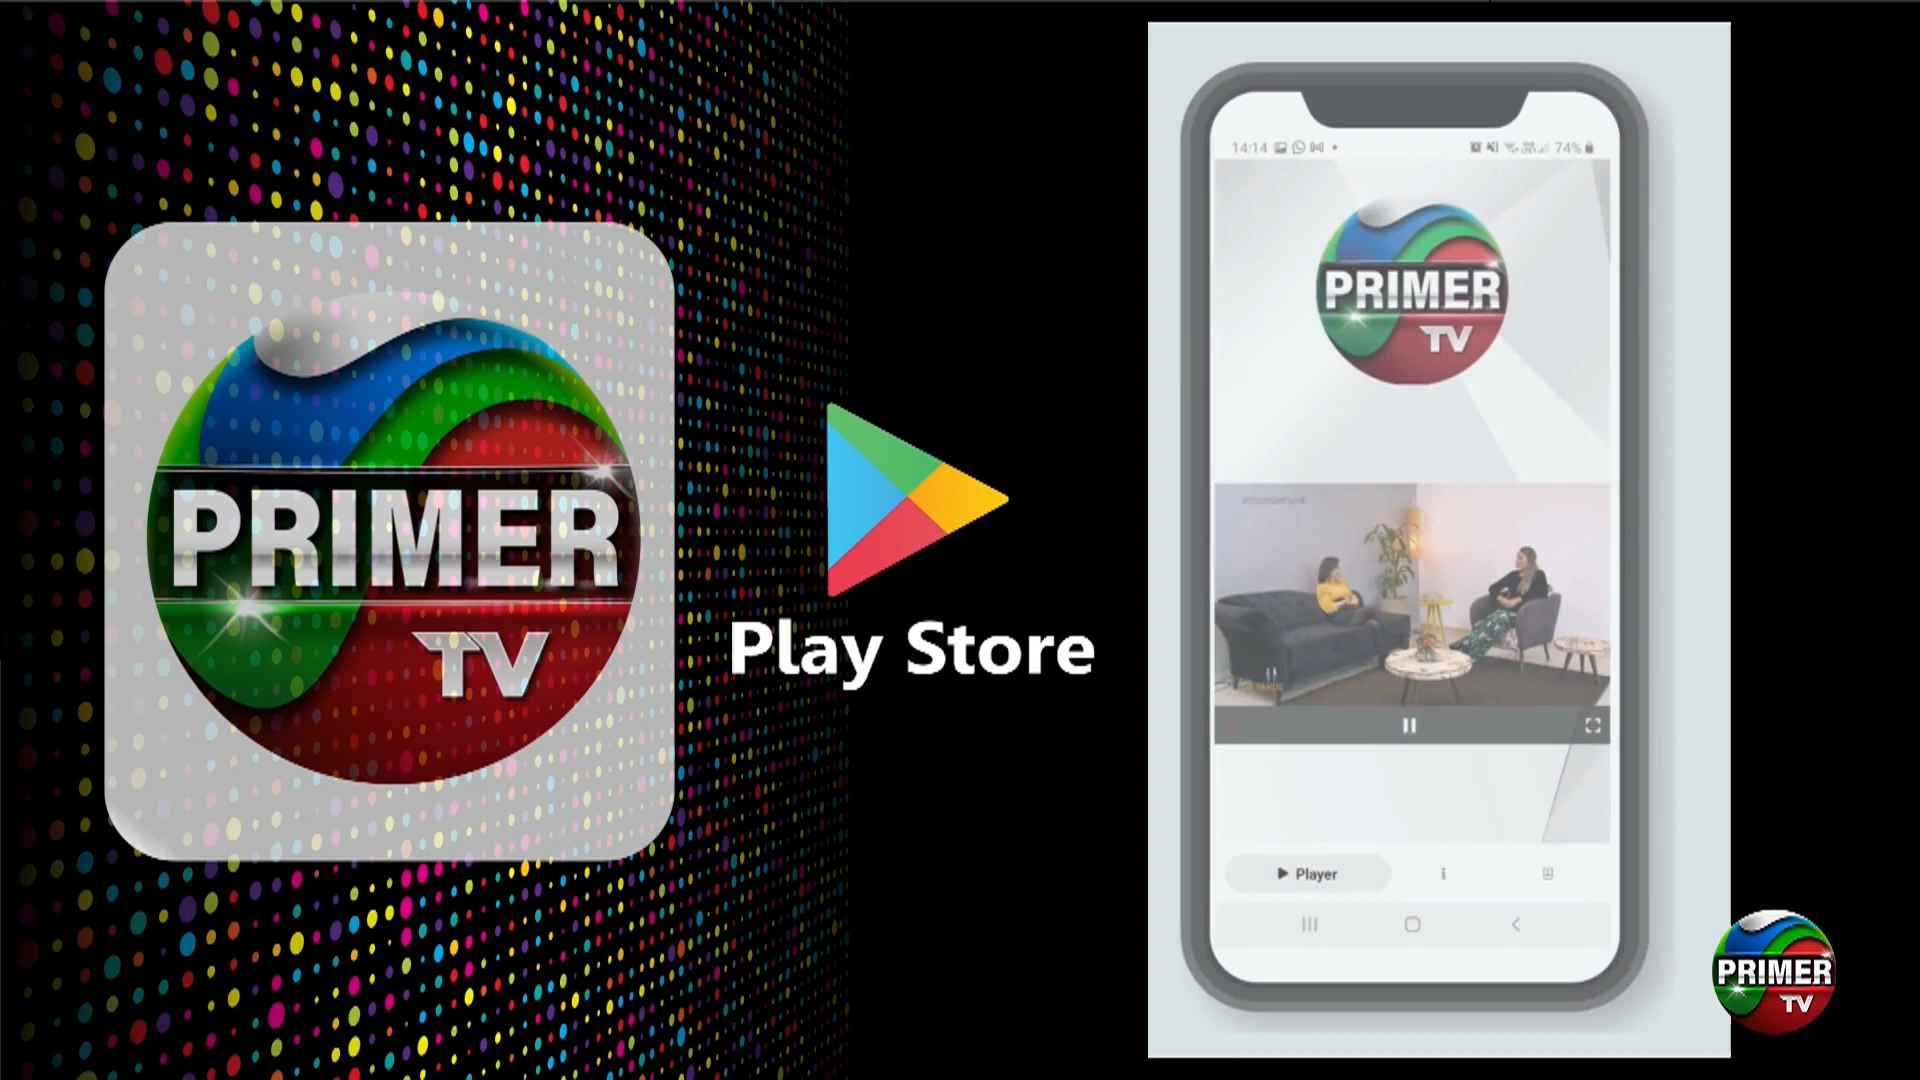 PRIMER
TV
Play Store
14:14
74%
PRIMER
TV
Player
PRIMER
TV